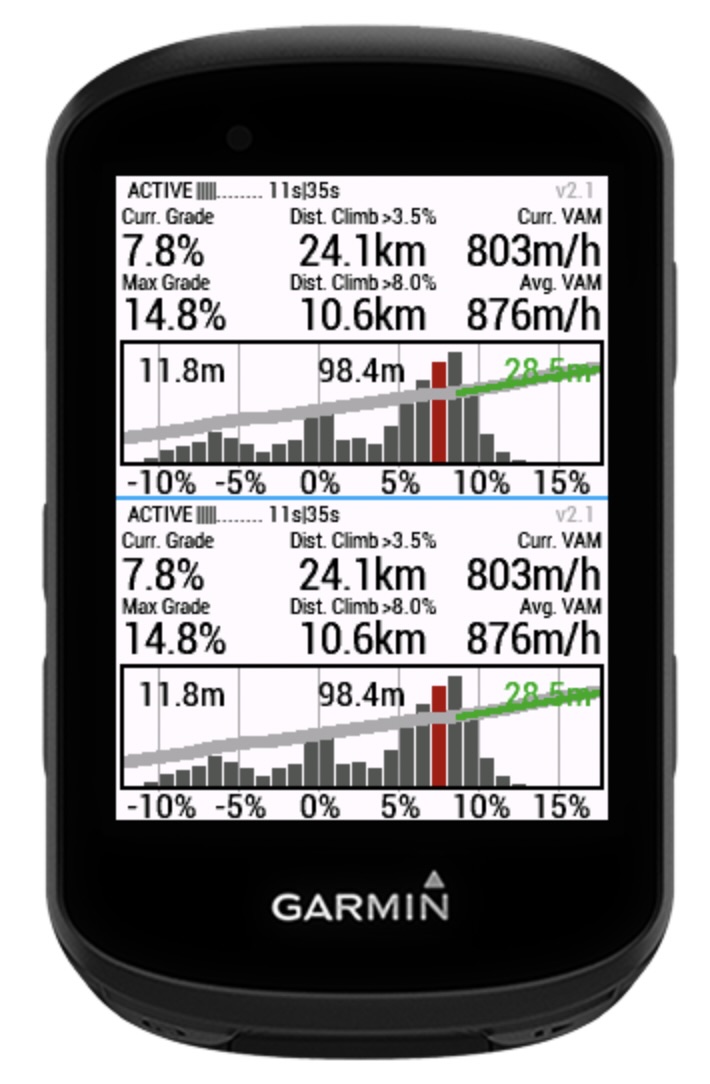 ACTIVE |||||........ 11s|35s v2.1
Curr. Grade Dist. Climb >3.5% Curr. VAM
7.8% 24.1km 803m/h
Max Grade Dist. Climb >8.0% Avg. VAM
14.8% 10.6km 876m/h
11.8m 98.4m 28.5m
-10% -5% 0% 5% 10% 15%
ACTIVE |||||........ 11s|35s v2.1
Curr. Grade Dist. Climb >3.5% Curr. VAM
7.8% 24.1km 803m/h
Max Grade Dist. Climb >8.0% Avg. VAM
14.8% 10.6km 876m/h
11.8m 98.4m 28.5m
-10% -5% 0% 5% 10% 15%
GARMIN